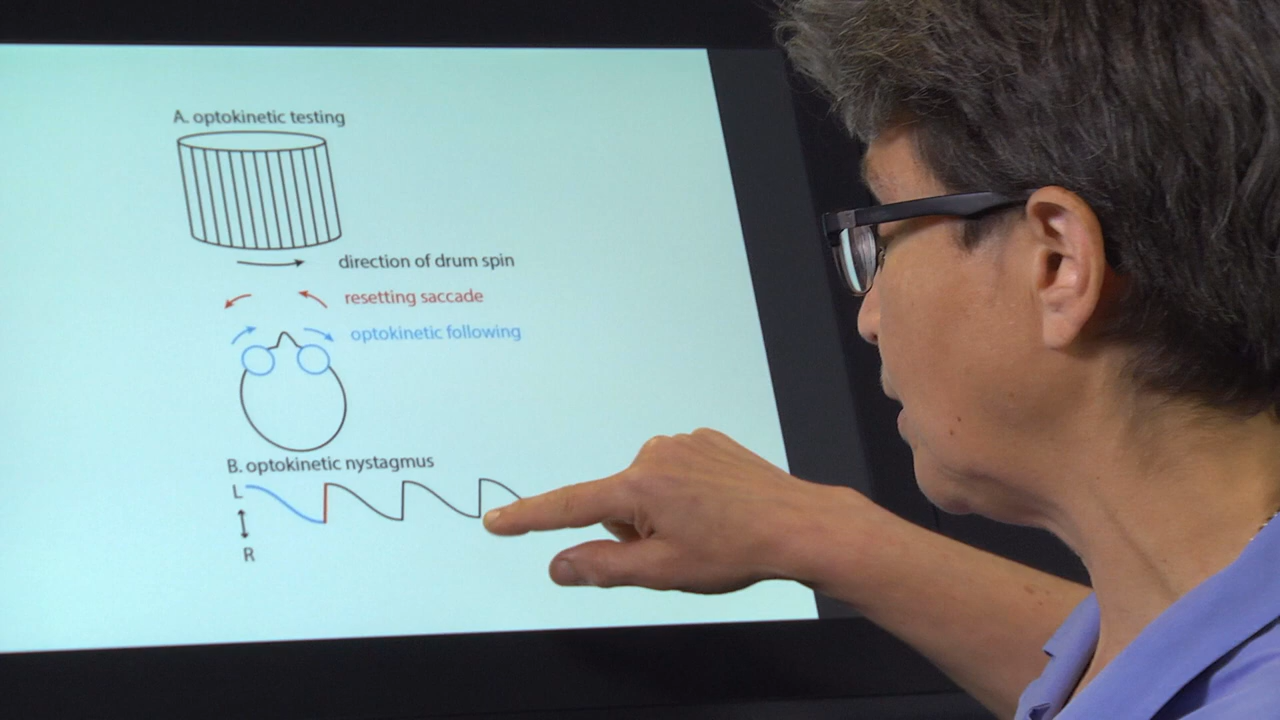 A. optokinetic testing
direction of drum spin
resetting saccade
optokinetic following
B. optokinetic nystagmus
L
R